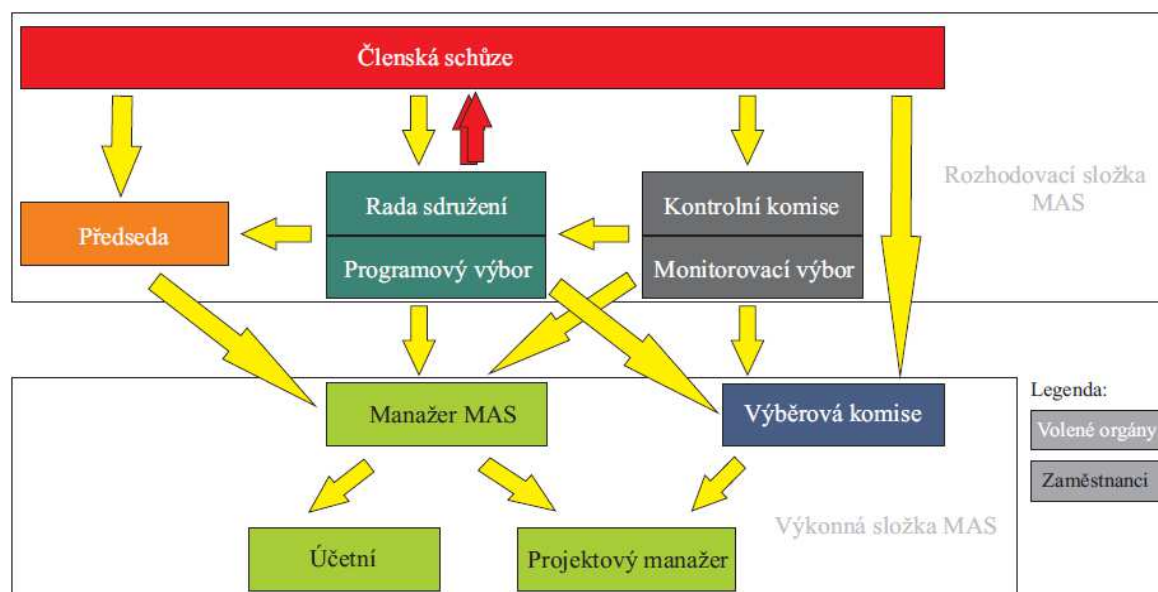 Členská schůze
Rozhodovací složka
MAS
Předseda
Rada sdružení
Programový výbor
Kontrolní komise
Monitorovací výbor
Manažer MAS
Výběrová komise
Legenda:
Volené orgány
Zaměstnanci
Účetní
Projektový manažer
Výkonná složka MAS